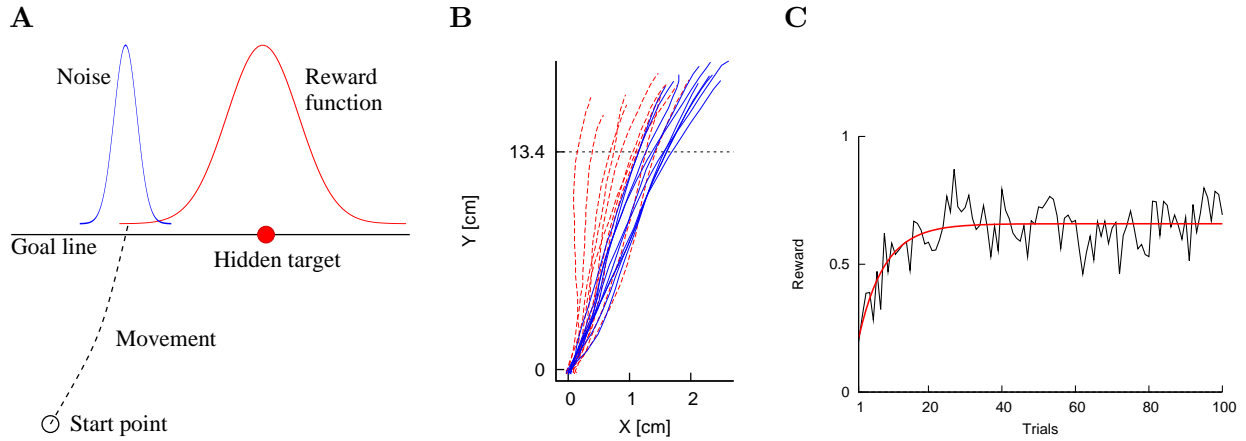 A
Noise
Reward
function
Goal line
Hidden target
Movement
Start point
B
Y [cm]
13.4
0
0 1 2
X [cm]
C
Reward
1
0.5
0
1 20 40 60 80 100
Trials